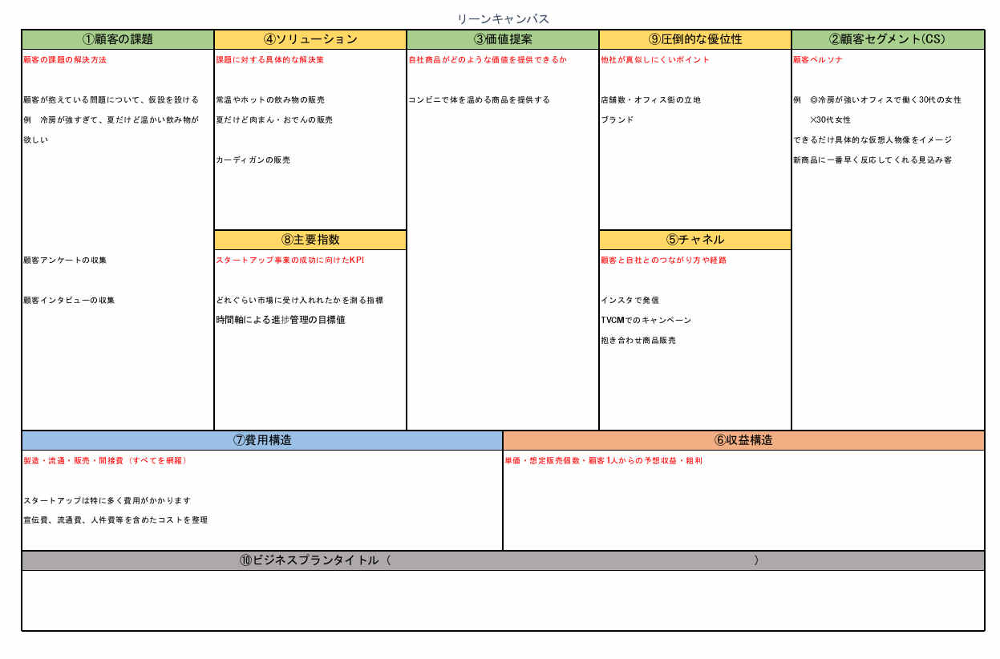 リーンキャンバス
①顧客の課題
顧客の課題の解決方法
顧客が抱えている問題について、仮設を設ける
例　冷房が強すぎて、夏だけど温かい飲み物が
欲しい
顧客アンケートの収集
顧客インタビューの収集
④ソリューション
課題に対する具体的な解決策
常温やホットの飲み物の販売
夏だけど肉まん・おでんの販売
カーディガンの販売
⑧主要指数
スタートアップ事業の成功に向けたKPI
どれぐらい市場に受け入れれたかを測る指標
時間軸による進捗管理の目標値
③価値提案
自社商品がどのような価値を提供できるか
コンビニで体を温める商品を提供する
⑨圧倒的な優位性
他社が真似しにくいポイント
店舗数・オフィス街の立地
ブランド
⑤チャネル
顧客と自社とのつながり方や経路
インスタで発信
TVCMでのキャンペーン
抱き合わせ商品販売
②顧客セグメント(CS)
顧客ペルソナ
例　◎冷房が強いオフィスで働く30代の女性
×30代女性
できるだけ具体的な仮想人物像をイメージ
新商品に一番早く反応してくれる見込み客
⑦費用構造
製造・流通・販売・間接費（すべてを網羅）
スタートアップは特に多く費用がかかります
宣伝費、流通費、人件費等を含めたコストを整理
⑥収益構造
単価・想定販売個数・顧客1人からの予想収益・粗利
⑩ビジネスプランタイトル（　　　　　　　　　　）